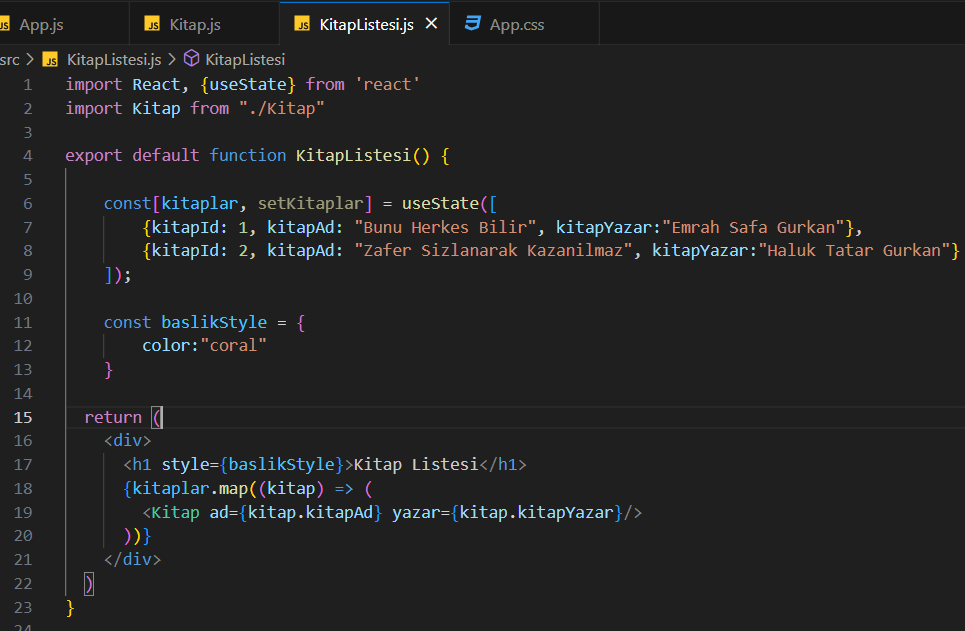 JS App.js JS Kitap.js JS KitapListesi.js × App.css
src > JS KitapListesi.js > KitapListesi
1 import React, {useState} from 'react'
2 import Kitap from "./Kitap"
3
4 export default function KitapListesi() {
5
6 const[kitaplar, setKitaplar] = useState([
7 {kitapId: 1, kitapAd: "Bunu Herkes Bilir", kitapYazar:"Emrah Safa Gurkan"},
8 {kitapId: 2, kitapAd: "Zafer Sizlanarak Kazanilmaz", kitapYazar:"Haluk Tatar Gurkan"}
9 ]);
10
11 const baslikStyle = {
12 color:"coral"
13 }
14
15 return (
16 <div>
17 <h1 style={baslikStyle}>Kitap Listesi</h1>
18 {kitaplar.map((kitap) => (
19 <Kitap ad={kitap.kitapAd} yazar={kitap.kitapYazar}/>
20 ))}
21 </div>
22 )
23 }
24